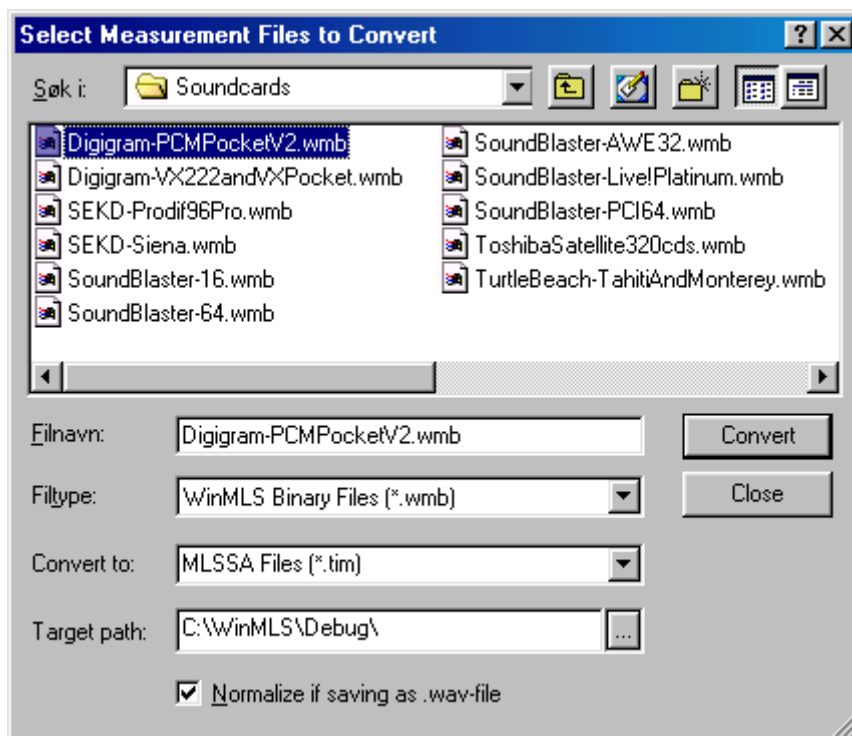 Select Measurement Files to Convert
Søk i: Soundcards
Digigram-PCMPocketV2.wmb
Digigram-VX222andVXPocket.wmb
SEKD-Prodif96Pro.wmb
SEKD-Siena.wmb
SoundBlaster-16.wmb
SoundBlaster-64.wmb
SoundBlaster-AWE32.wmb
SoundBlaster-Live!Platinum.wmb
SoundBlaster-PCI64.wmb
ToshibaSatellite320cds.wmb
TurtleBeach-TahitiAndMonterey.wmb
Filnavn: Digigram-PCMPocketV2.wmb Convert
Filtype: WinMLS Binary Files (*.wmb) Close
Convert to: MLSSA Files (*.tim)
Target path: C:\WinMLS\Debug\ ...
Normalize if saving as .wav-file